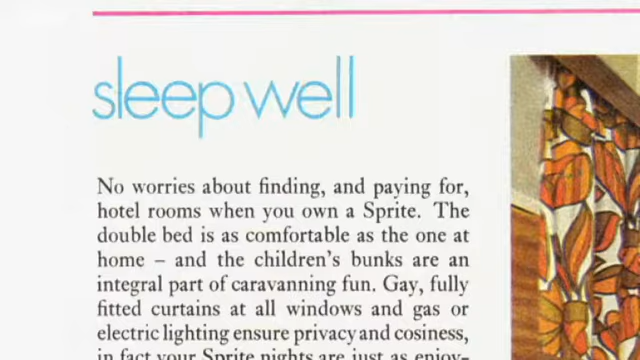 sleep well
No worries about finding, and paying for,
hotel rooms when you own a Sprite. The
double bed is as comfortable as the one at
home – and the children's bunks are an
integral part of caravanning fun. Gay, fully
fitted curtains at all windows and gas or
electric lighting ensure privacy and cosiness,
in fact your Sprite nights are just as enjoy-